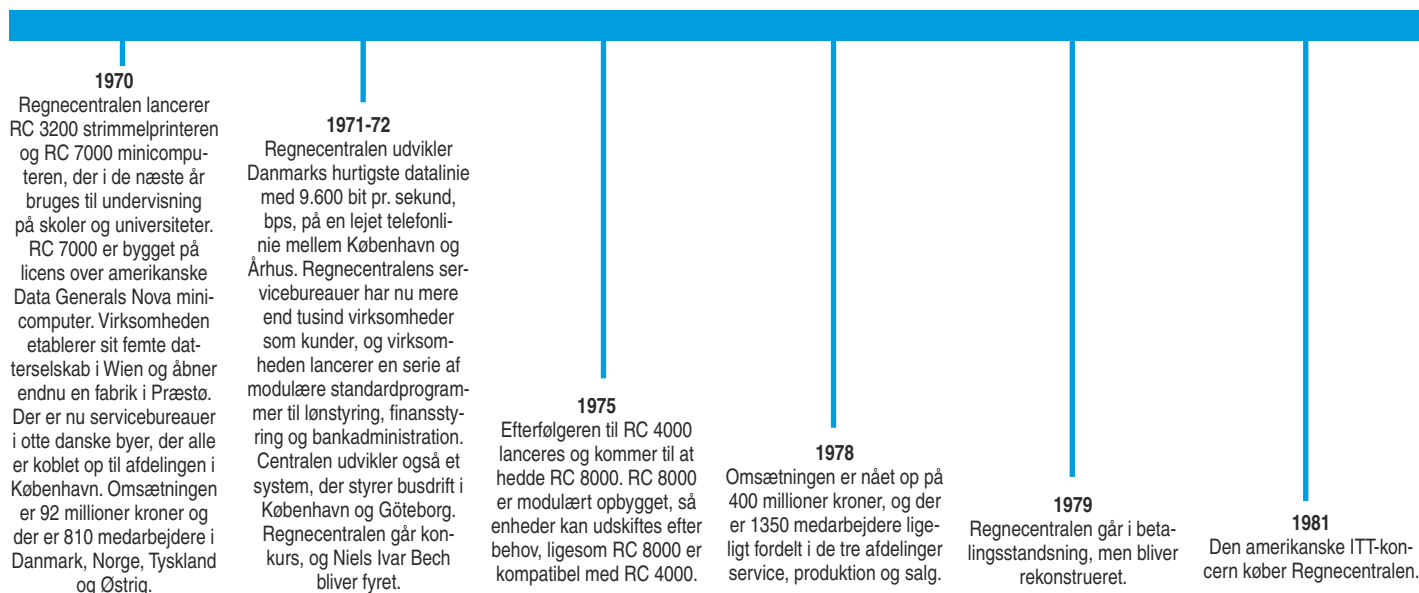 1970
Regnecentralen lancerer
RC 3200 strimmelprinteren
og RC 7000 minicompu-
teren, der i de næste år
bruges til undervisning
på skoler og universiteter.
RC 7000 er bygget på
licens over amerikanske
Data Generals Nova mini-
computer. Virksomheden
etablerer sit femte dat-
terselskab i Wien og åbner
endnu en fabrik i Præstø.
Der er nu servicebureauer
i otte danske byer, der alle
er koblet op til afdelingen i
København. Omsætningen
er 92 millioner kroner og
der er 810 medarbejdere i
Danmark, Norge, Tyskland
og Østrig.
1971-72
Regnecentralen udvikler
Danmarks hurtigste datalinie
med 9.600 bit pr. sekund,
bps, på en lejet telefonli-
nie mellem København og
Århus. Regnecentralens ser-
vicebureauer har nu mere
end tusind virksomheder
som kunder, og virksom-
heden lancerer en serie af
modulære standardprogram-
mer til lønstyring, finanssty-
ring og bankadministration.
Centralen udvikler også et
system, der styrer busdrift i
København og Göteborg.
Regnecentralen går kon-
kurs, og Niels Ivar Bech
bliver fyret.
1975
Efterfølgeren til RC 4000
lanceres og kommer til at
hedde RC 8000. RC 8000
er modulært opbygget, så
enheder kan udskiftes efter
behov, ligesom RC 8000 er
kompatibel med RC 4000.
1978
Omsætningen er nået op på
400 millioner kroner, og der
er 1350 medarbejdere lige-
ligt fordelt i de tre afdelinger
service, produktion og salg.
1979
Regnecentralen går i beta-
lingsstandsning, men bliver
rekonstrueret.
1981
Den amerikanske ITT-kon-
cern køber Regnecentralen.